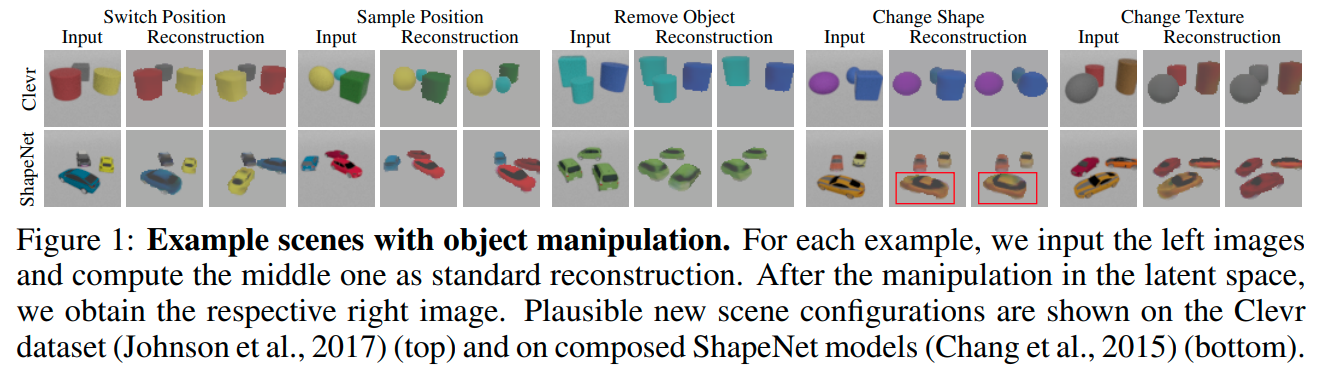 Switch Position Sample Position Remove Object Change Shape Change Texture
Input Reconstruction Input Reconstruction Input Reconstruction Input Reconstruction Input Reconstruction
Clevr
ShapeNet
Figure 1: Example scenes with object manipulation. For each example, we input the left images
and compute the middle one as standard reconstruction. After the manipulation in the latent space,
we obtain the respective right image. Plausible new scene configurations are shown on the Clevr
dataset (Johnson et al., 2017) (top) and on composed ShapeNet models (Chang et al., 2015) (bottom).